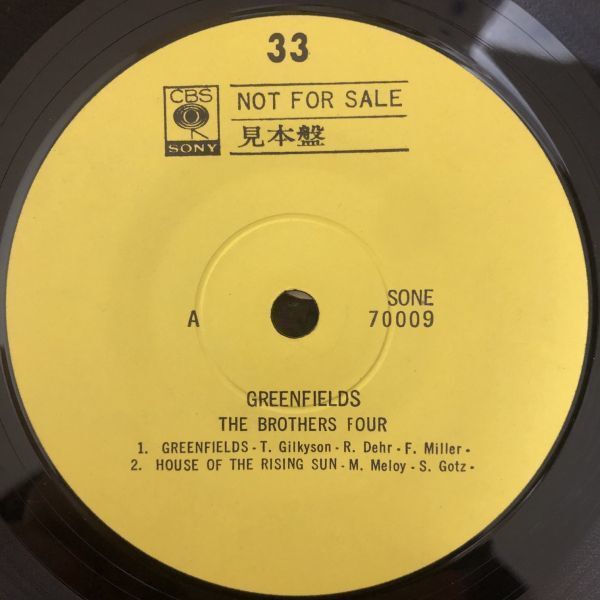 33
CBS
SONY
NOT FOR SALE
見本盤
A
SONE
70009
GREENFIELDS
THE BROTHERS FOUR
1. GREENFIELDS - T. Gilkyson - R. Dehr - F. Miller -
2. HOUSE OF THE RISING SUN - M. Meloy - S. Gotz -